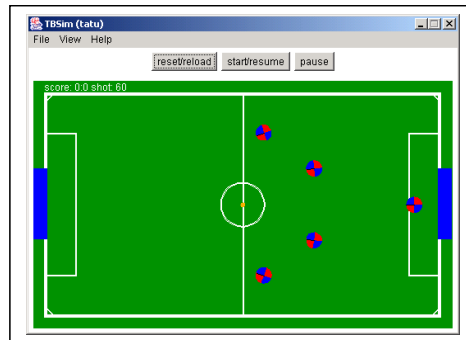 TBSim (tatu)
File View Help
reset/reload start/resume pause
score: 0:0 shot: 60